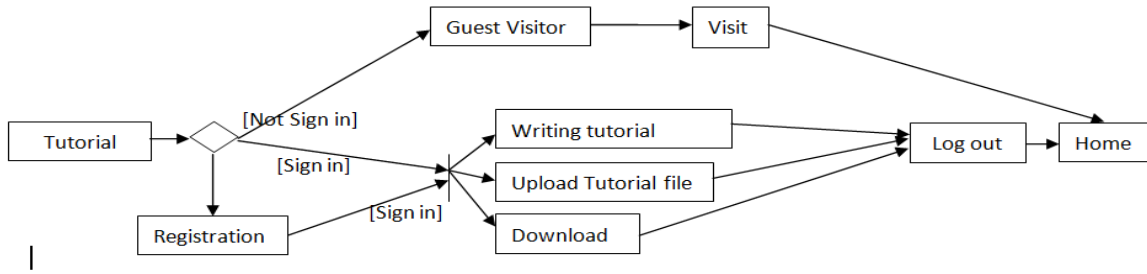 Guest Visitor
Visit
[Not Sign in]
Tutorial
Writing tutorial
Log out
Home
[Sign in]
Upload Tutorial file
[Sign in]
Registration
Download